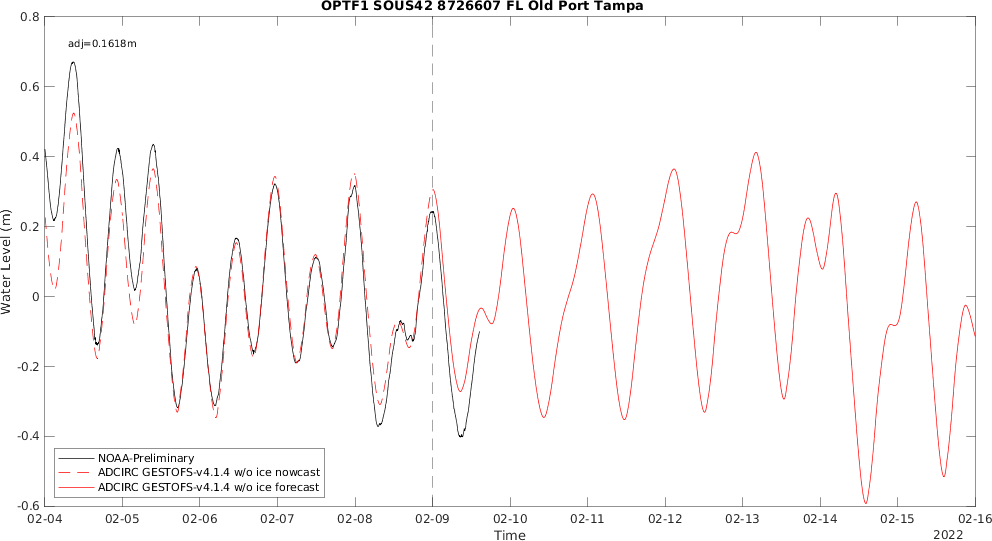 OPTF1 SOUS42 8726607 FL Old Port Tampa
adj=0.1618m
0.8
0.6
0.4
0.2
0
-0.2
-0.4
-0.6
Water Level (m)
NOAA-Preliminary
ADCIRC GESTOFS-v4.1.4 w/o ice nowcast
ADCIRC GESTOFS-v4.1.4 w/o ice forecast
02-04 02-05 02-06 02-07 02-08 02-09 02-10 02-11 02-12 02-13 02-14 02-15 02-16
Time
2022